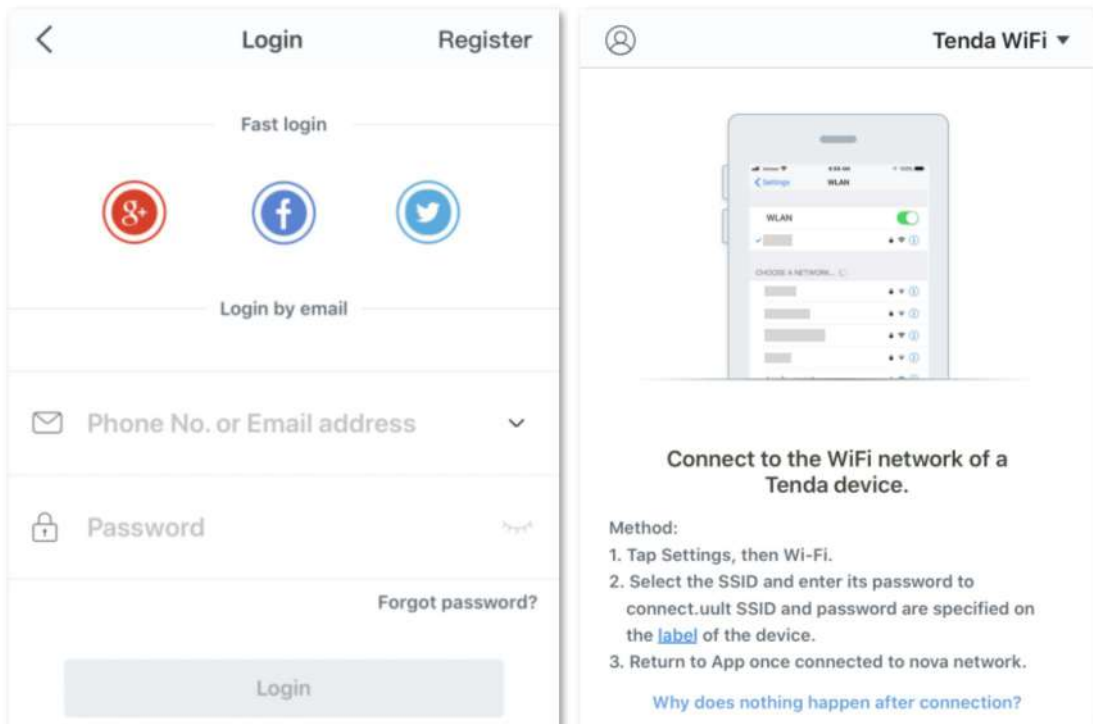 Login
Register
Fast login
g+
f
Login by email
Phone No. or Email address
Password
Forgot password?
Login
Tenda WiFi
Settings
WLAN
WLAN
CHOOSE A NETWORK...
Connect to the WiFi network of a
Tenda device.
Method:
1. Tap Settings, then Wi-Fi.
2. Select the SSID and enter its password to
connect.uult SSID and password are specified on
the label of the device.
3. Return to App once connected to nova network.
Why does nothing happen after connection?